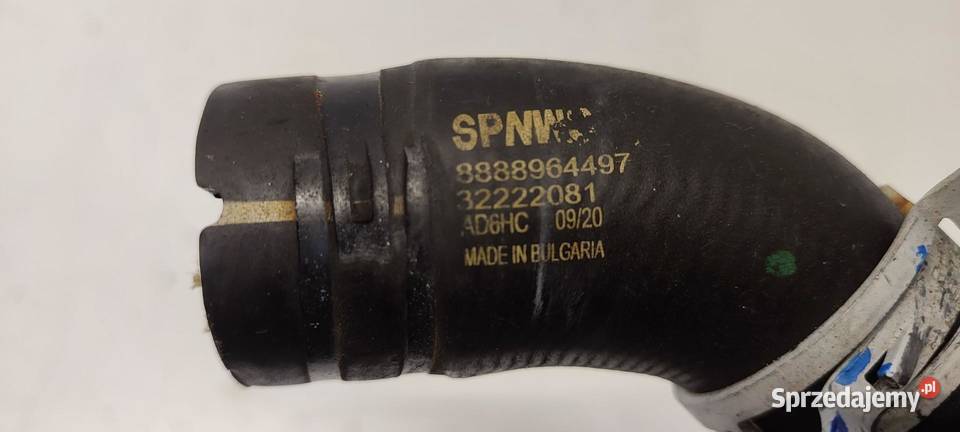 SPNW
8888964497
32222081
AD6HC 09/20
MADE IN BULGARIA
Sprzedajemy.pl